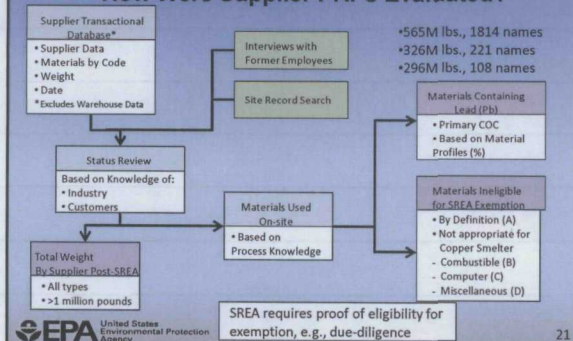 Supplier Transactional
Database*
• Supplier Data
• Materials by Code
• Weight
• Date
*Excludes Warehouse Data
Interviews with
Former Employees
Site Record Search
•565M lbs., 1814 names
•326M lbs., 221 names
•296M lbs., 108 names
Materials Containing
Lead (Pb)
• Primary COC
• Based on Material
Profiles (%)
Status Review
Based on Knowledge of:
• Industry
• Customers
Materials Used
On-site
• Based on
Process Knowledge
Materials Ineligible
for SREA Exemption
• By Definition (A)
• Not appropriate for
Copper Smelter
- Combustible (B)
- Computer (C)
- Miscellaneous (D)
Total Weight
By Supplier Post-SREA
• All types
• >1 million pounds
SREA requires proof of eligibility for
exemption, e.g., due-diligence
EPA
United States
Environmental Protection
Agency
21